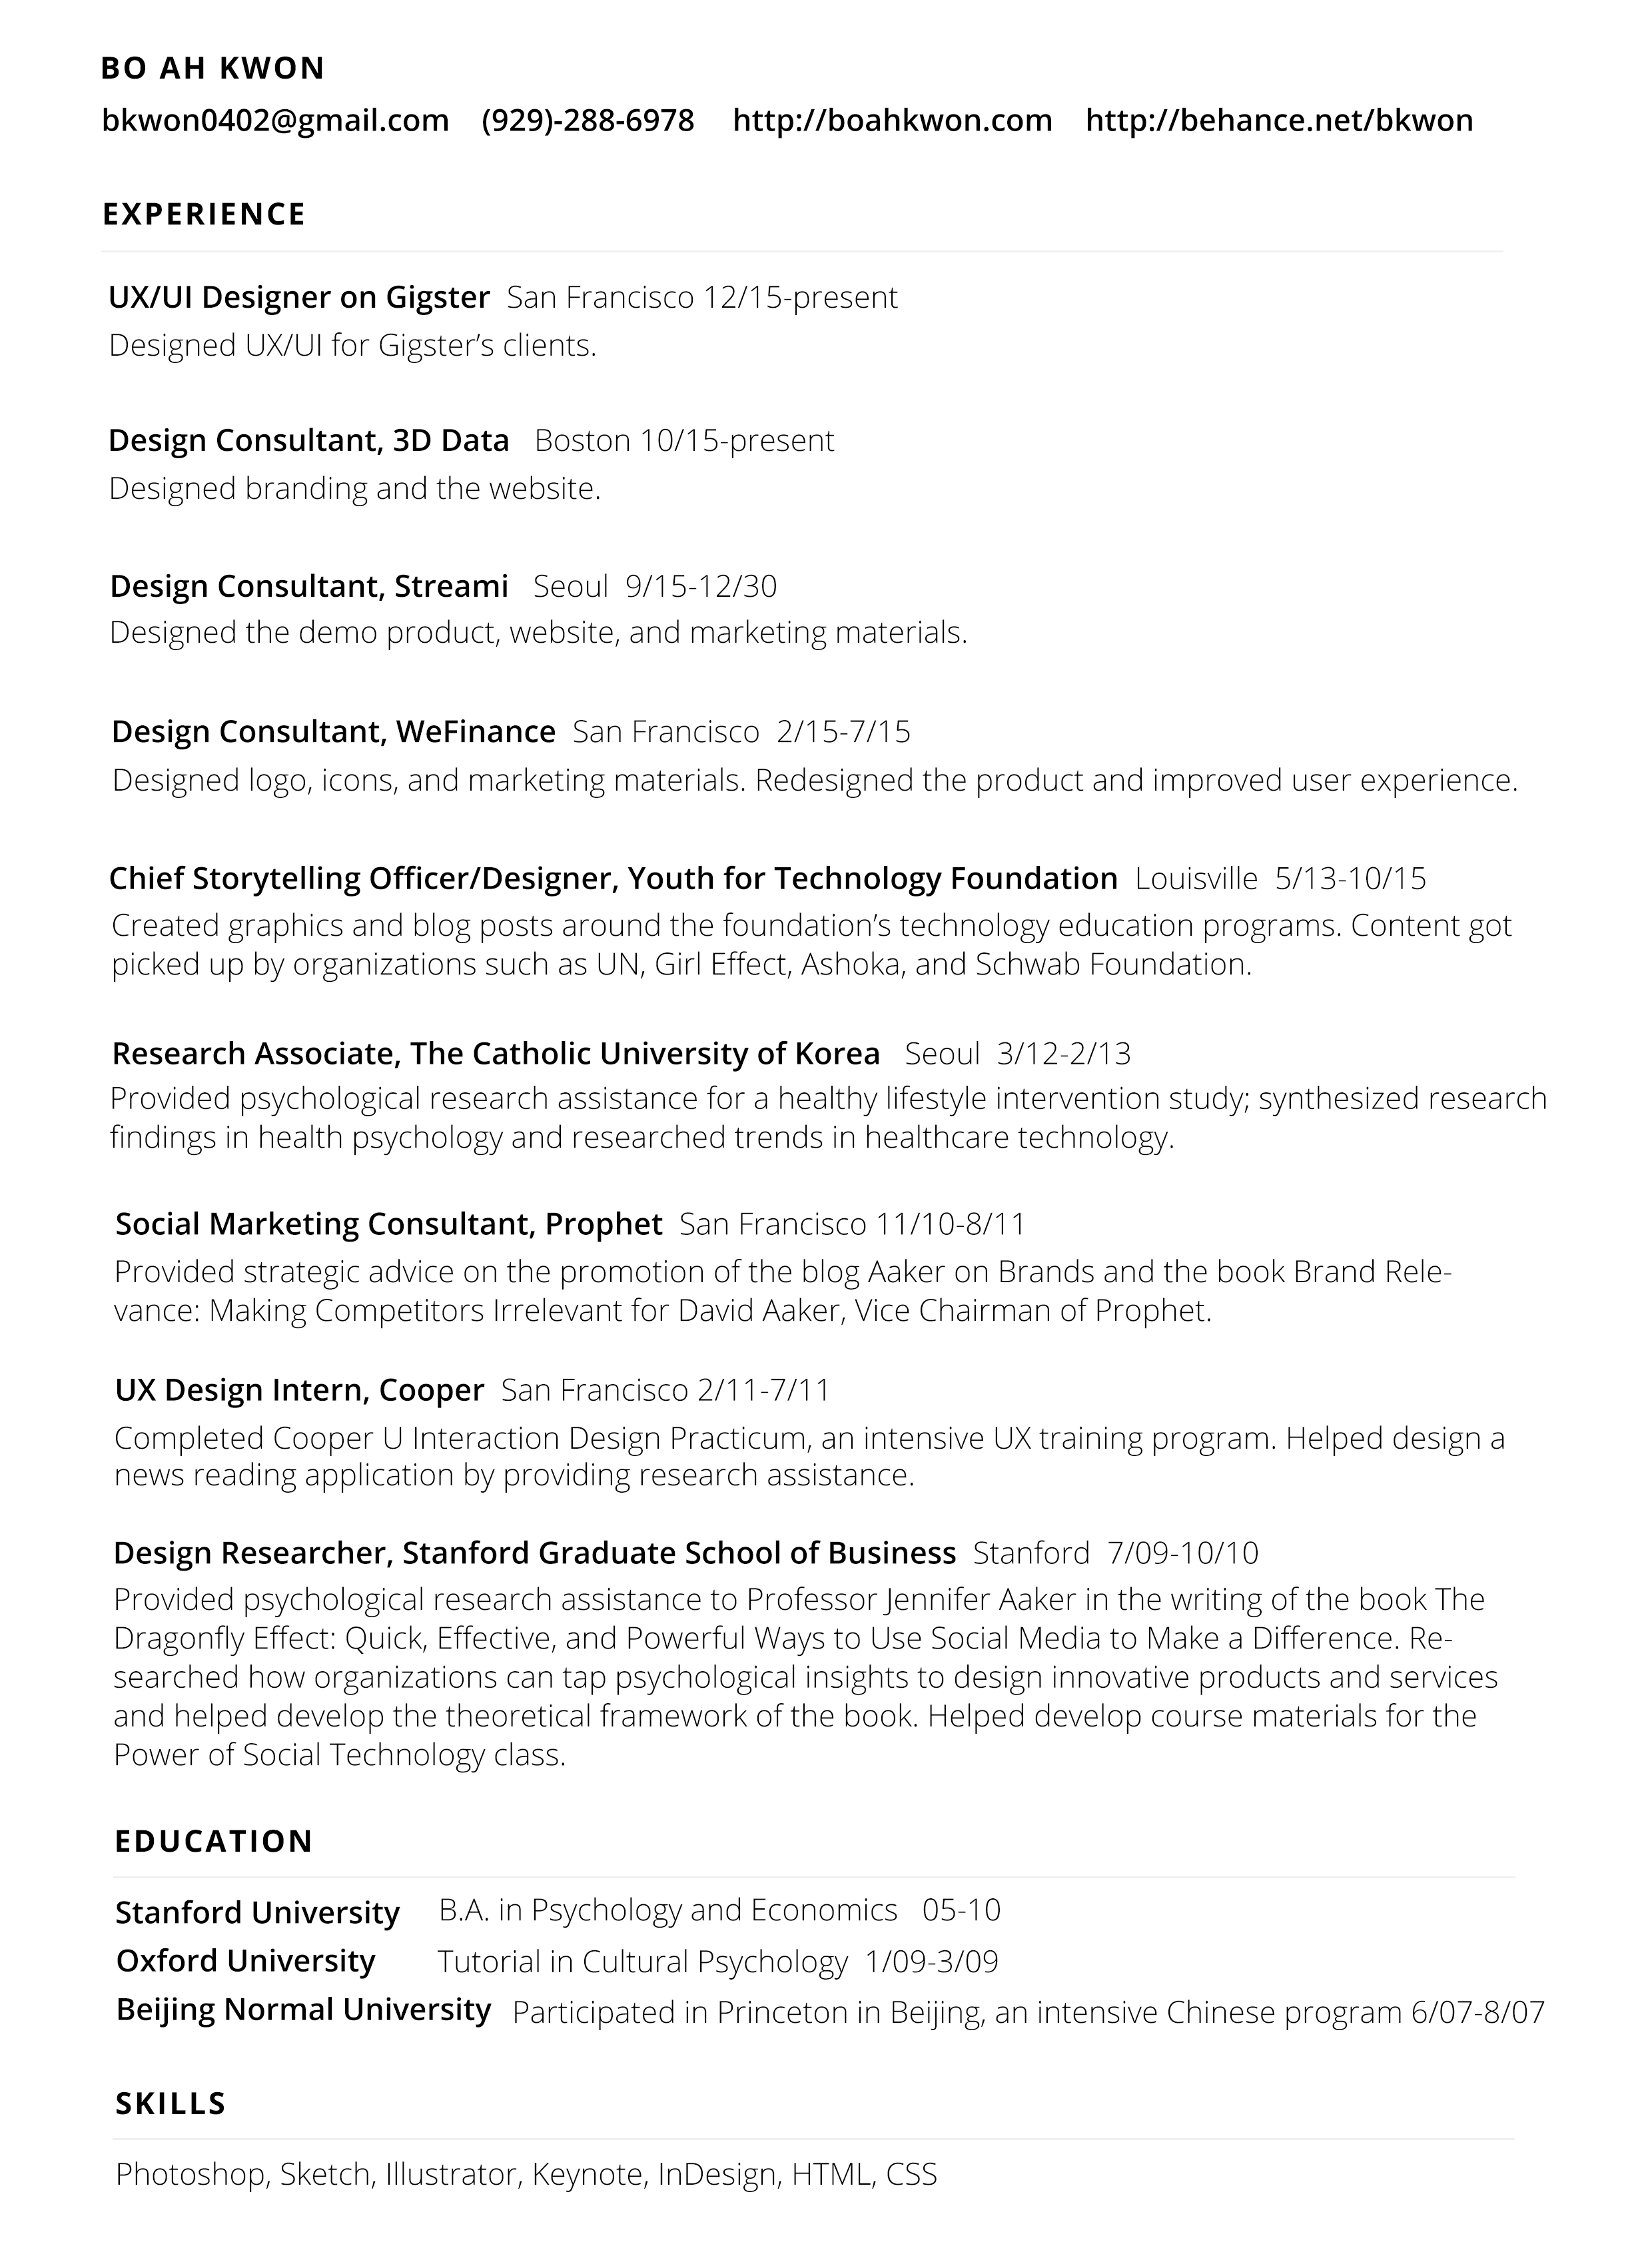 BO AH KWON
bkwon0402@gmail.com (929)-288-6978 http://boahkwon.com http://behance.net/bkwon
EXPERIENCE
UX/UI Designer on Gigster San Francisco 12/15-present
Designed UX/UI for Gigster’s clients.
Design Consultant, 3D Data Boston 10/15-present
Designed branding and the website.
Design Consultant, Streami Seoul 9/15-12/30
Designed the demo product, website, and marketing materials.
Design Consultant, WeFinance San Francisco 2/15-7/15
Designed logo, icons, and marketing materials. Redesigned the product and improved user experience.
Chief Storytelling Officer/Designer, Youth for Technology Foundation Louisville 5/13-10/15
Created graphics and blog posts around the foundation’s technology education programs. Content got
picked up by organizations such as UN, Girl Effect, Ashoka, and Schwab Foundation.
Research Associate, The Catholic University of Korea Seoul 3/12-2/13
Provided psychological research assistance for a healthy lifestyle intervention study; synthesized research
findings in health psychology and researched trends in healthcare technology.
Social Marketing Consultant, Prophet San Francisco 11/10-8/11
Provided strategic advice on the promotion of the blog Aaker on Brands and the book Brand Rele-
vance: Making Competitors Irrelevant for David Aaker, Vice Chairman of Prophet.
UX Design Intern, Cooper San Francisco 2/11-7/11
Completed Cooper U Interaction Design Practicum, an intensive UX training program. Helped design a
news reading application by providing research assistance.
Design Researcher, Stanford Graduate School of Business Stanford 7/09-10/10
Provided psychological research assistance to Professor Jennifer Aaker in the writing of the book The
Dragonfly Effect: Quick, Effective, and Powerful Ways to Use Social Media to Make a Difference. Re-
searched how organizations can tap psychological insights to design innovative products and services
and helped develop the theoretical framework of the book. Helped develop course materials for the
Power of Social Technology class.
EDUCATION
Stanford University B.A. in Psychology and Economics 05-10
Oxford University Tutorial in Cultural Psychology 1/09-3/09
Beijing Normal University Participated in Princeton in Beijing, an intensive Chinese program 6/07-8/07
SKILLS
Photoshop, Sketch, Illustrator, Keynote, InDesign, HTML, CSS